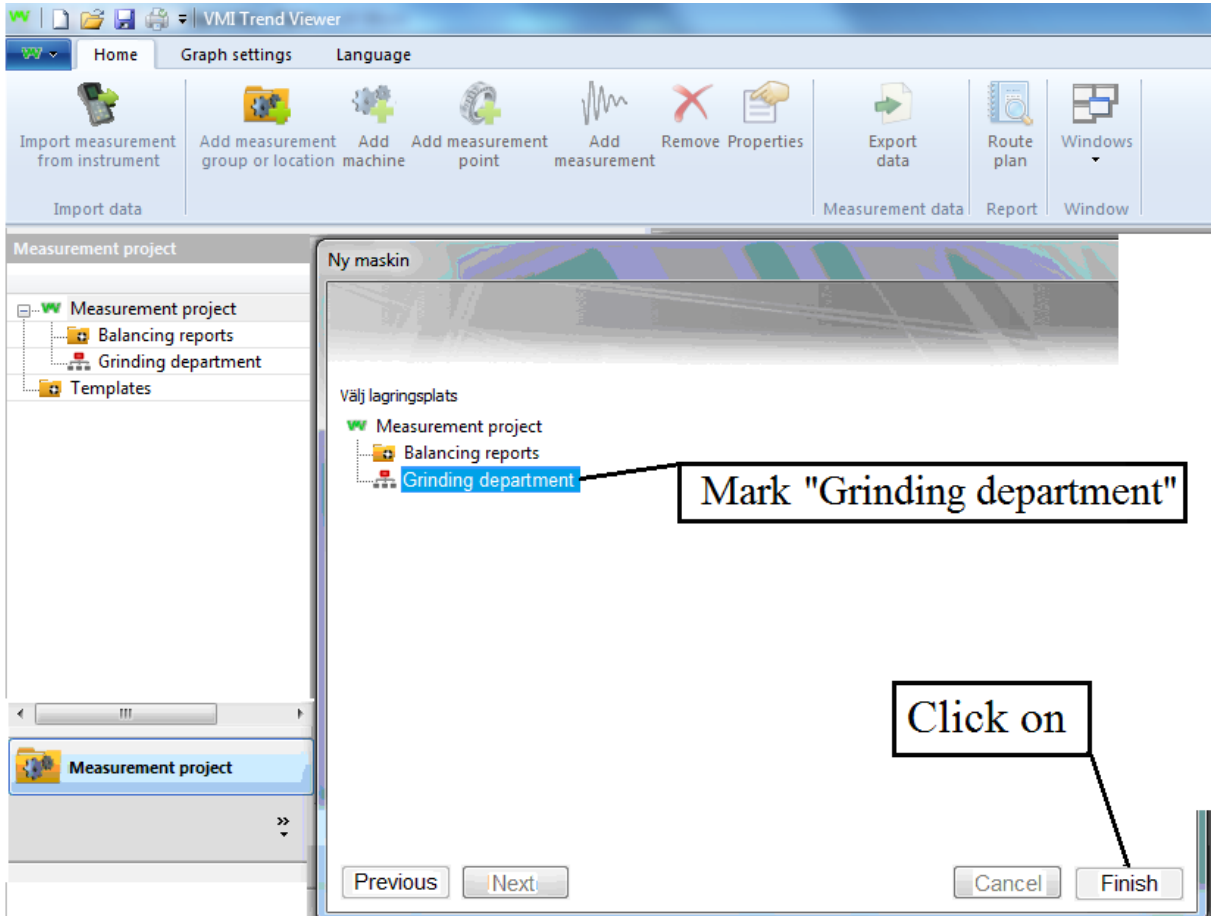 VMI Trend Viewer
Home Graph settings Language
Import measurement from instrument
Add measurement group or location
Add machine
Add measurement point
Add measurement
Remove
Properties
Export data
Route plan
Windows
Import data
Measurement data
Report
Window
Measurement project
Measurement project
Balancing reports
Grinding department
Templates
Measurement project
Ny maskin
Välj lagringsplats
Measurement project
Balancing reports
Grinding department
Mark "Grinding department"
Click on
Previous Next Cancel Finish